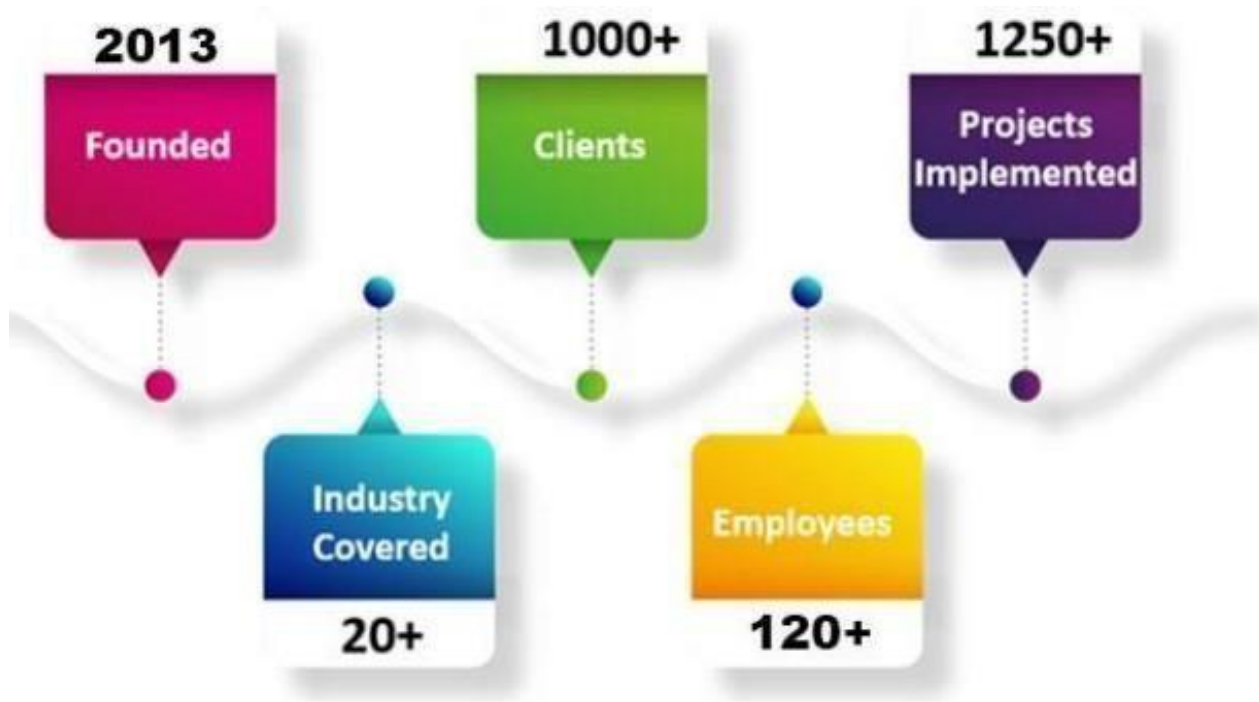 2013
Founded
Industry
Covered
20+
1000+
Clients
Employees
120+
1250+
Projects
Implemented